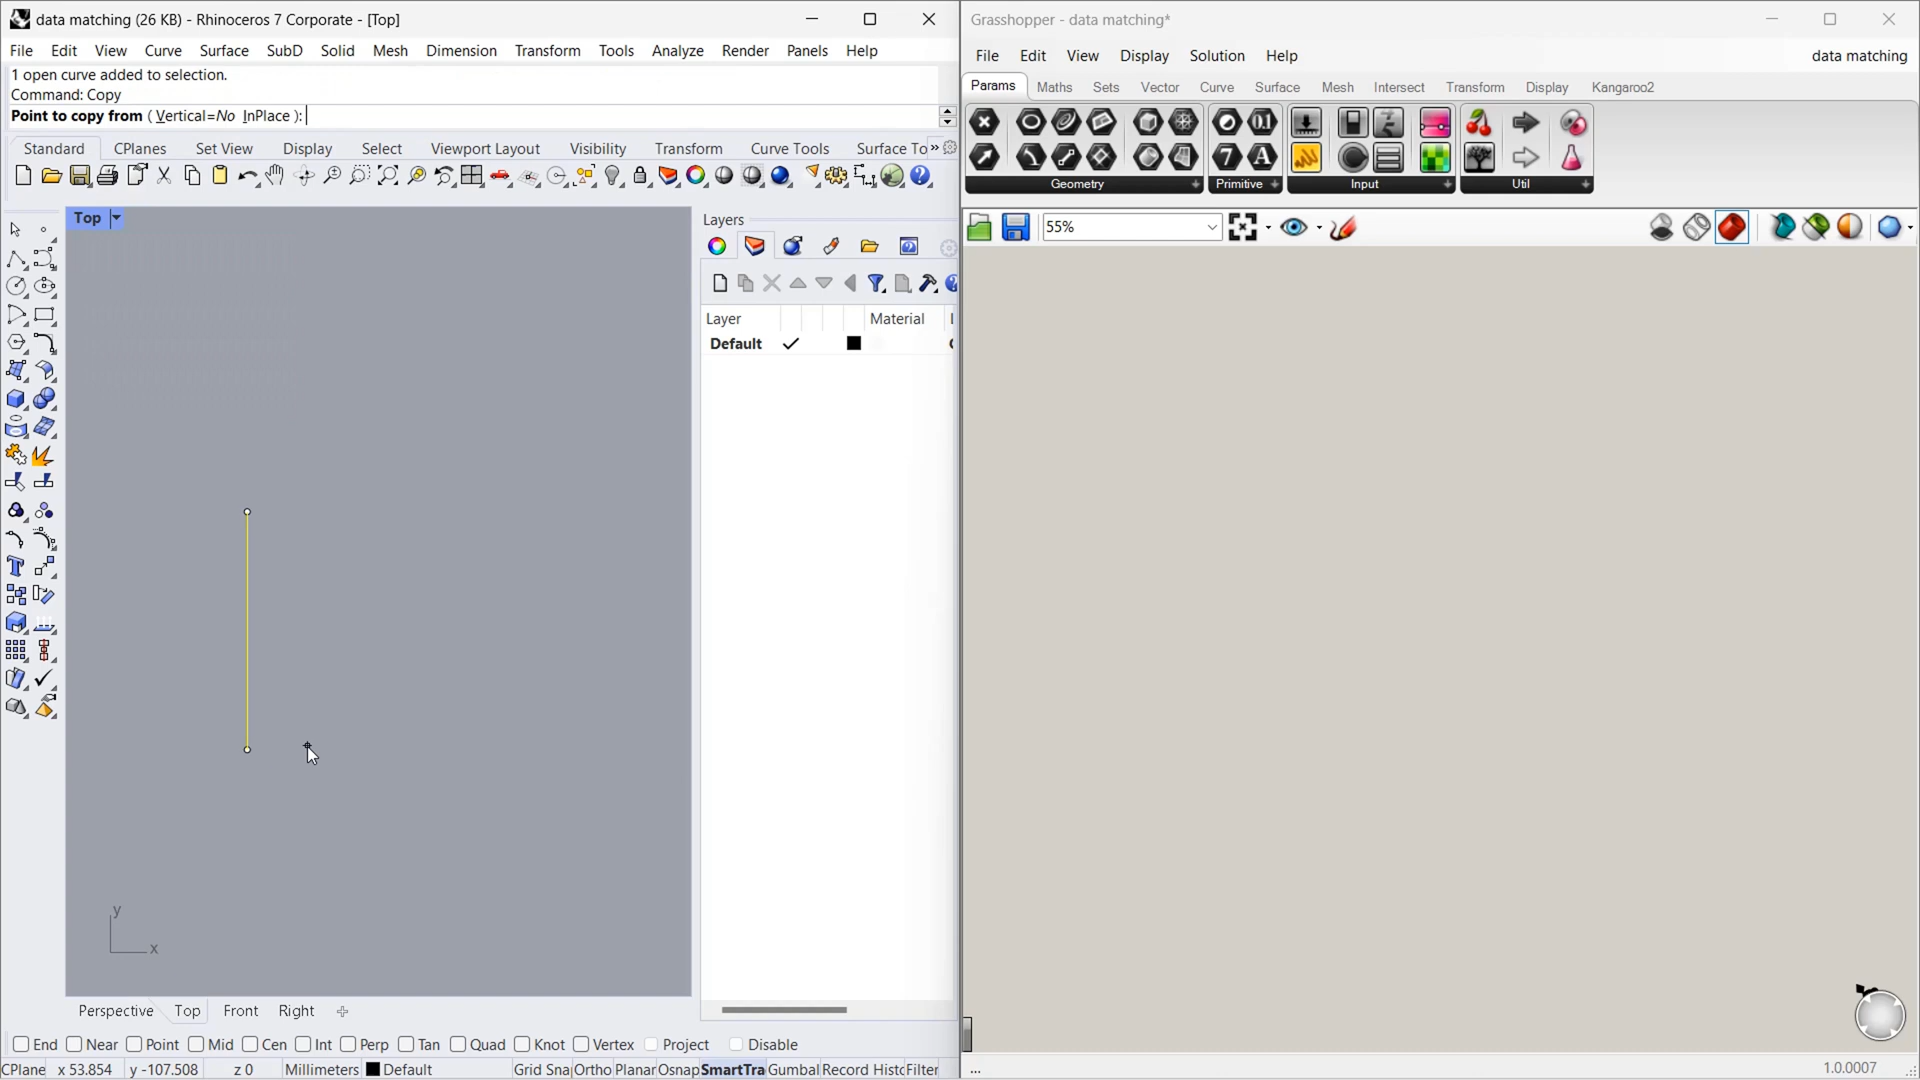 data matching (26 KB) - Rhinoceros 7 Corporate - [Top]
File Edit View Curve Surface SubD Solid Mesh Dimension Transform Tools Analyze Render Panels Help
1 open curve added to selection.
Command: Copy
Point to copy from ( Vertical=No InPlace ):
Standard CPlanes Set View Display Select Viewport Layout Visibility Transform Curve Tools Surface To »
Top
Layers
Layer Material
Default
y
x
Perspective Top Front Right
End Near Point Mid Cen Int Perp Tan Quad Knot Vertex Project Disable
CPlane x 53.854 y -107.508 z 0 Millimeters Default Grid Sna Ortho Planar Osnap SmartTra Gumbal Record Histo Filter
Grasshopper - data matching*
File Edit View Display Solution Help data matching
Params Maths Sets Vector Curve Surface Mesh Intersect Transform Display Kangaroo2
Geometry Primitive Input Util
55%
... 1.0.0007